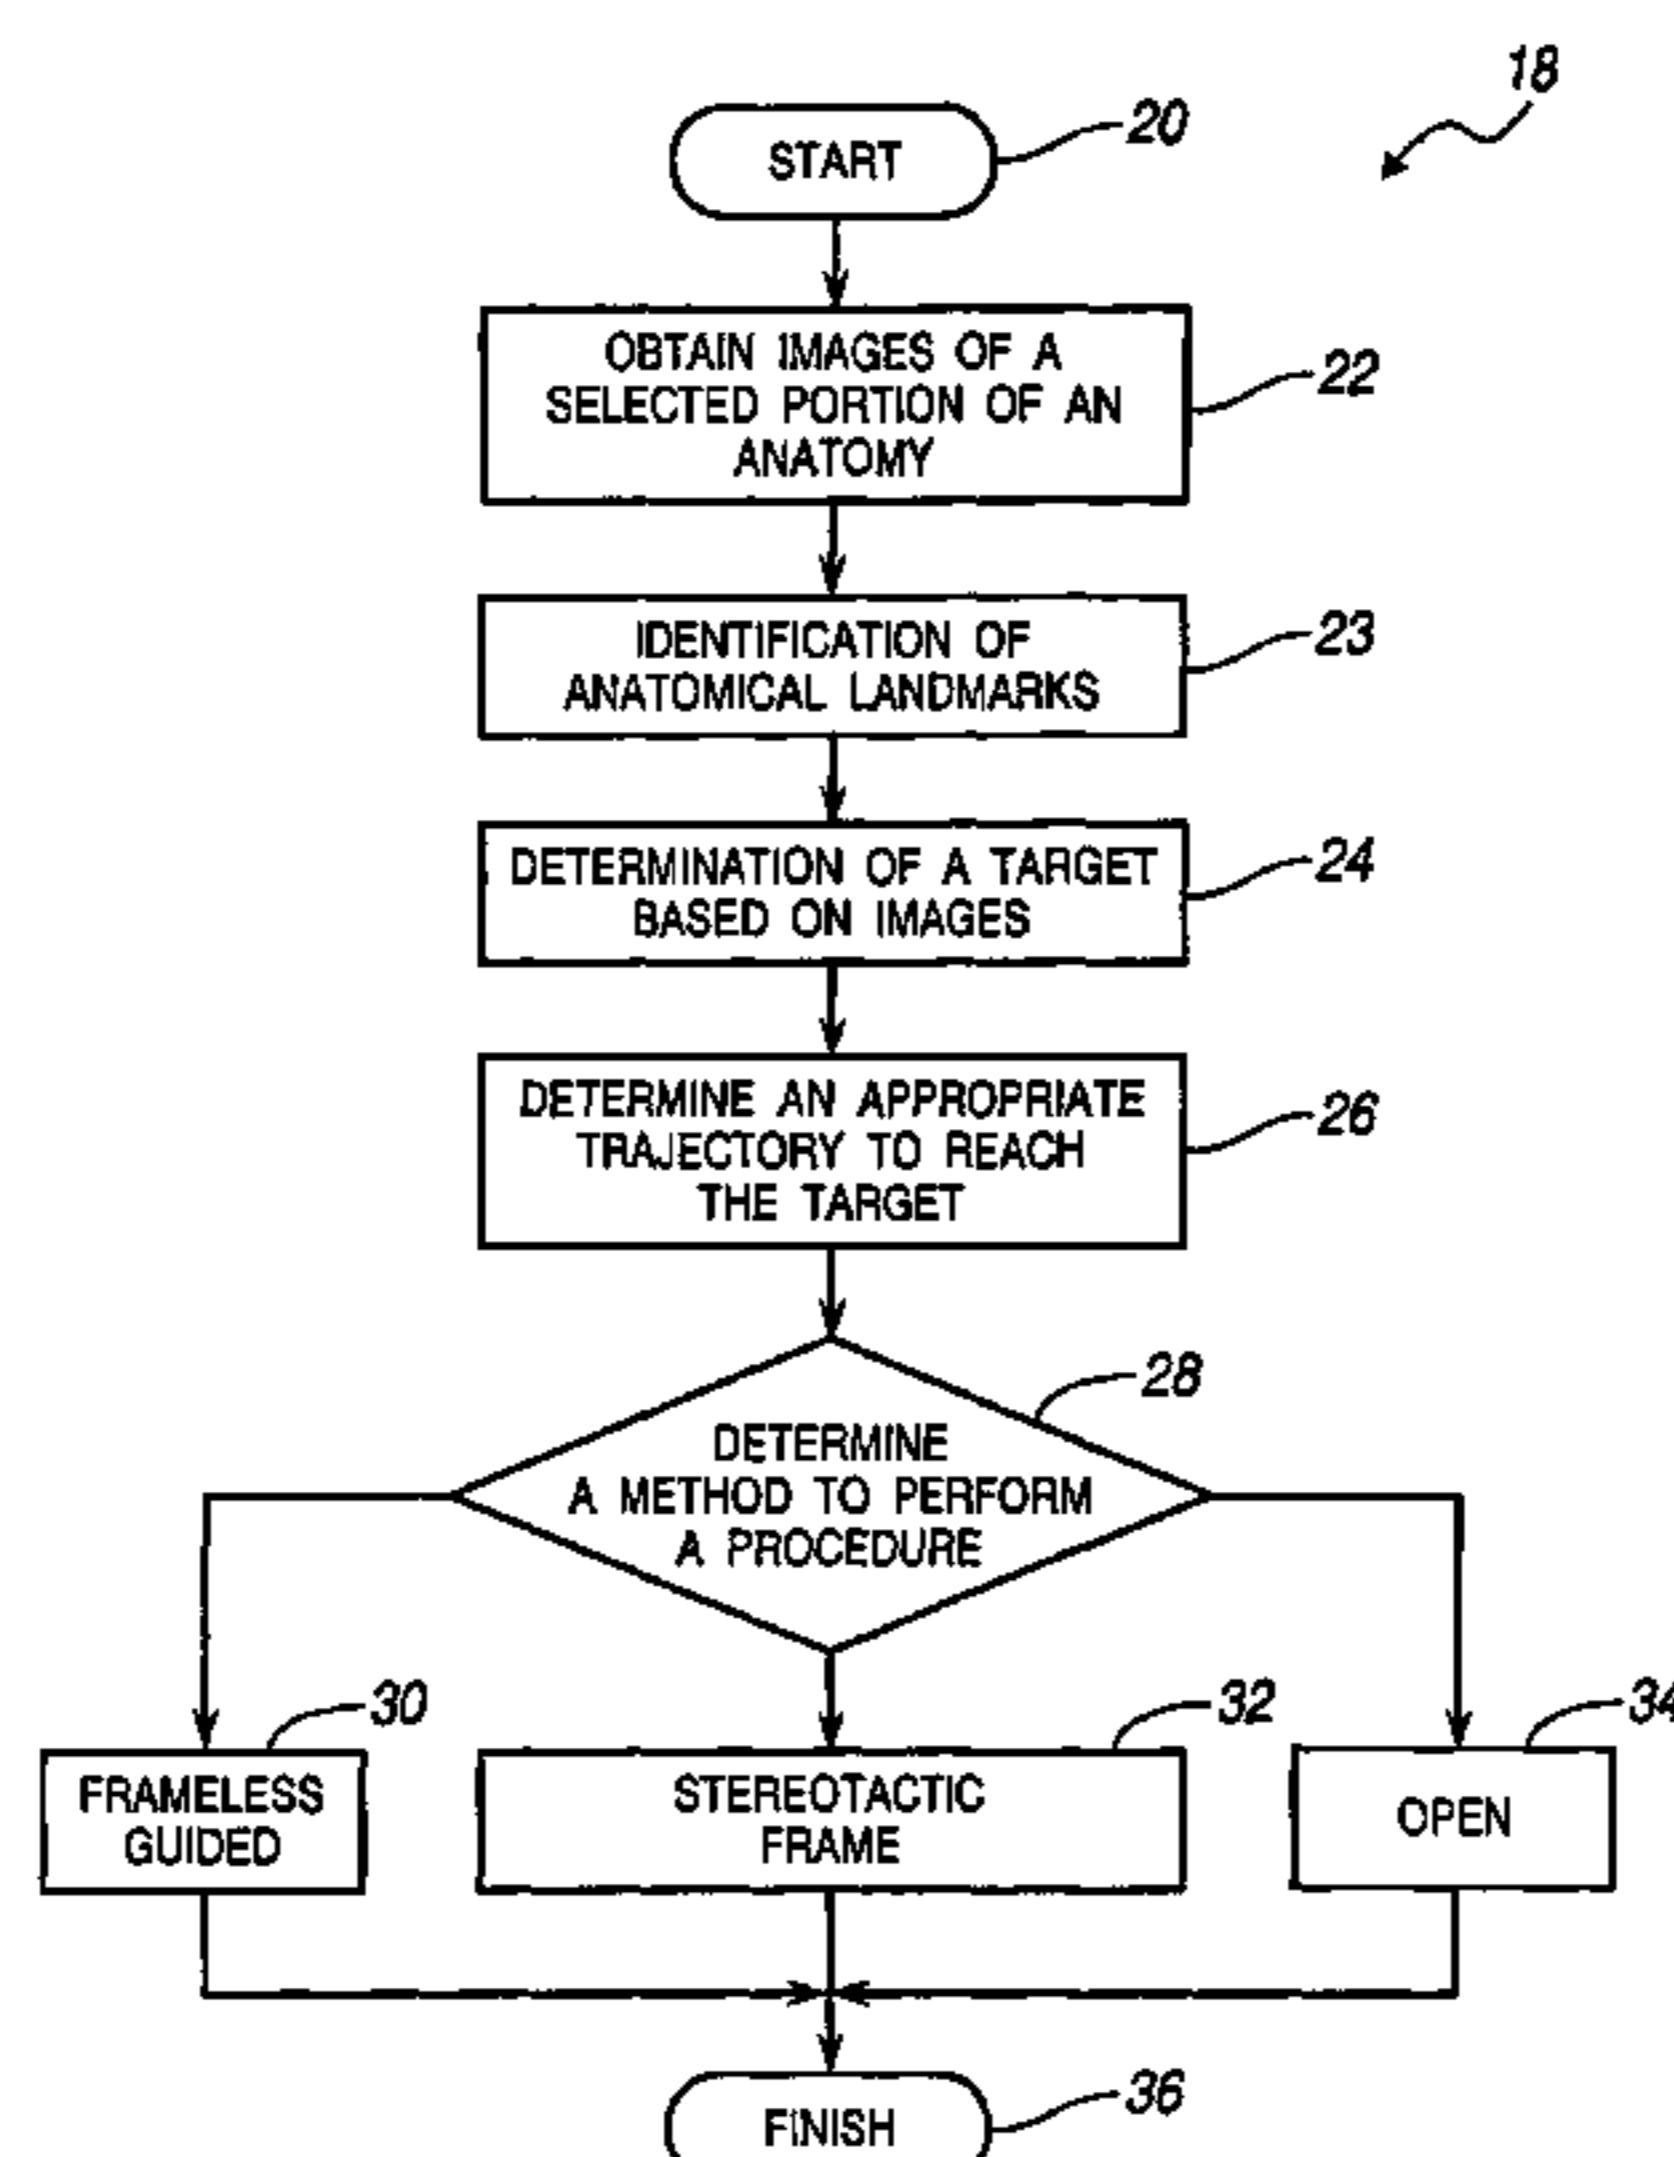 18
START
20
OBTAIN IMAGES OF A
SELECTED PORTION OF AN
ANATOMY
22
IDENTIFICATION OF
ANATOMICAL LANDMARKS
23
DETERMINATION OF A TARGET
BASED ON IMAGES
24
DETERMINE AN APPROPRIATE
TRAJECTORY TO REACH
THE TARGET
26
DETERMINE
A METHOD TO PERFORM
A PROCEDURE
28
FRAMELESS
GUIDED
30
STEREOTACTIC
FRAME
32
OPEN
34
FINISH
36